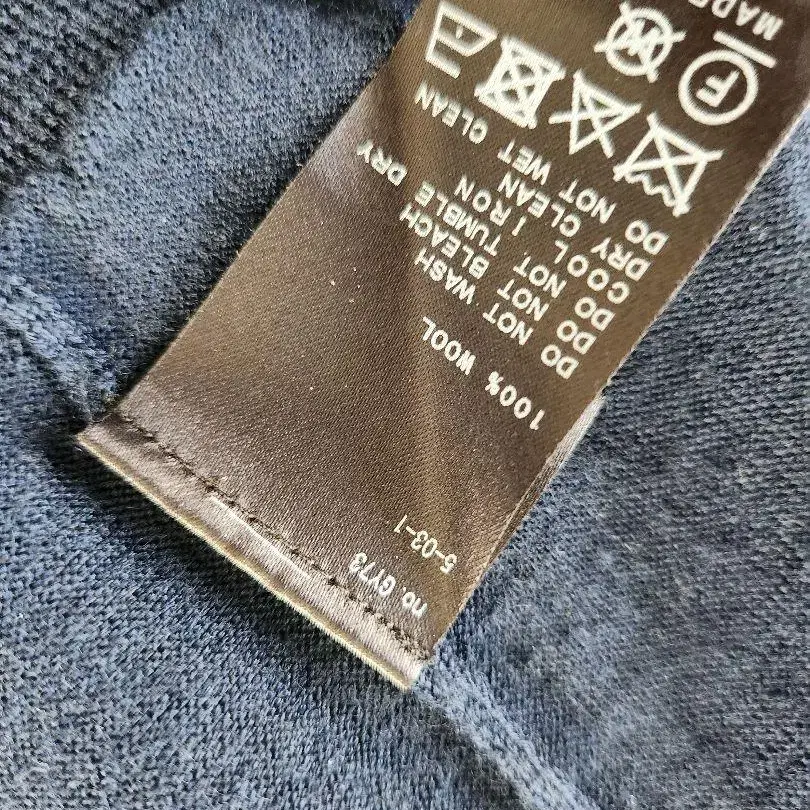 no. GY73
5-03-1
100% WOOL
DO NOT WASH
DO NOT BLEACH
DO NOT TUMBLE DRY
COOL IRON
DRY CLEAN
DO NOT WET CLEAN
F W
MADE